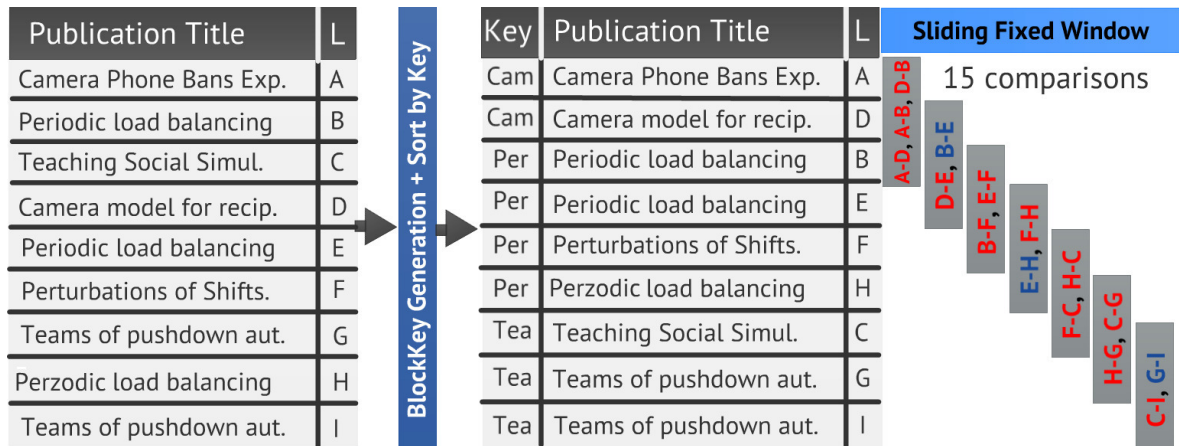 Publication Title L
Camera Phone Bans Exp. A
Periodic load balancing B
Teaching Social Simul. C
Camera model for recip. D
Periodic load balancing E
Perturbations of Shifts. F
Teams of pushdown aut. G
Perzodic load balancing H
Teams of pushdown aut. I
BlockKey Generation + Sort by Key
Key Publication Title L
Cam Camera Phone Bans Exp. A
Cam Camera model for recip. D
Per Periodic load balancing B
Per Periodic load balancing E
Per Perturbations of Shifts. F
Per Perzodic load balancing H
Tea Teaching Social Simul. C
Tea Teams of pushdown aut. G
Tea Teams of pushdown aut. I
Sliding Fixed Window
15 comparisons
A-D, A-B, D-B
D-E, B-E
B-F, E-F
E-H, F-H
F-C, H-C
H-G, C-G
C-I, G-I